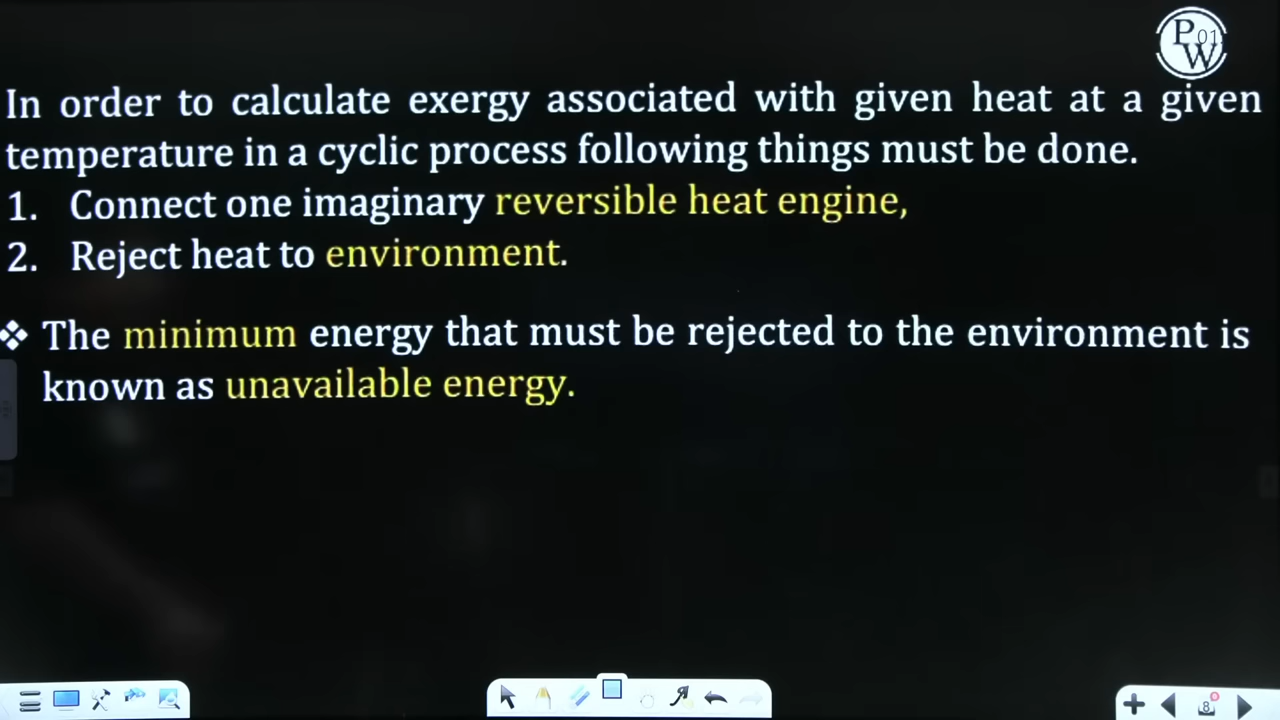 P 01
W
In order to calculate exergy associated with given heat at a given
temperature in a cyclic process following things must be done.
1. Connect one imaginary reversible heat engine,
2. Reject heat to environment.
❖ The minimum energy that must be rejected to the environment is
known as unavailable energy.
8